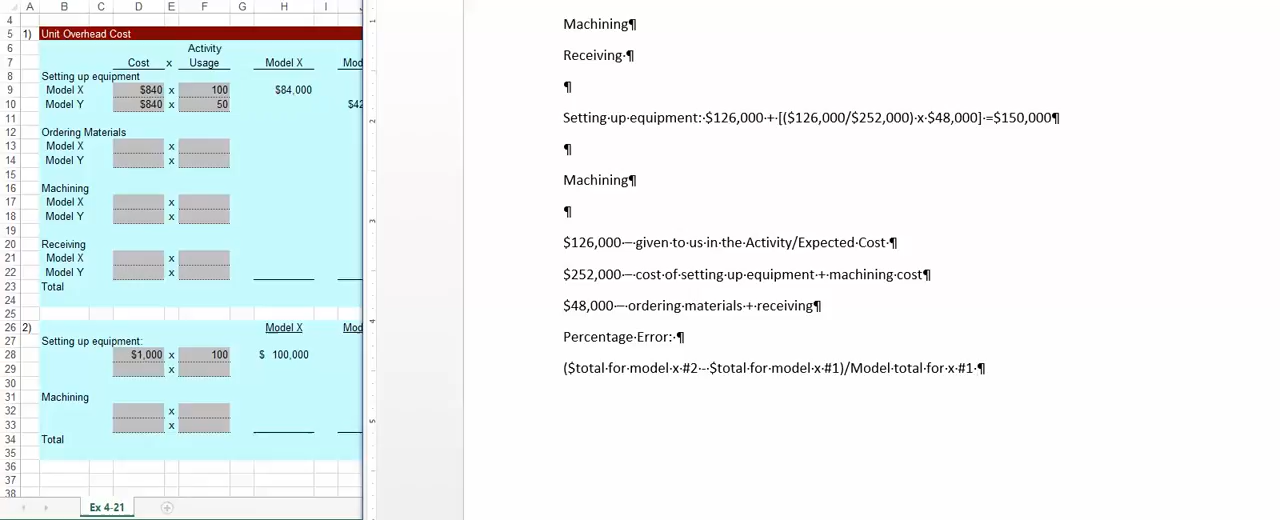 A B C D E F G H I
4
5 1) Unit Overhead Cost
6 Activity
7 Cost x Usage Model X Mod
8 Setting up equipment
9 Model X $840 x 100 $84,000
10 Model Y $840 x 50 $42
11
12 Ordering Materials
13 Model X x
14 Model Y x
15
16 Machining
17 Model X x
18 Model Y x
19
20 Receiving
21 Model X x
22 Model Y x
23 Total
24
25
26 2) Model X Mod
27 Setting up equipment:
28 $1,000 x 100 $ 100,000
29 x
30
31 Machining
32 x
33 x
34 Total
35
36
37
38
Ex 4-21
1
2
3
4
5
Machining¶
Receiving·¶
¶
Setting·up·equipment:·$126,000·+·[($126,000/$252,000)·x·$48,000]·=$150,000¶
¶
Machining¶
¶
$126,000·–·given·to·us·in·the·Activity/Expected·Cost·¶
$252,000·–·cost·of·setting·up·equipment·+·machining·cost¶
$48,000·–·ordering·materials·+·receiving¶
Percentage·Error:·¶
($total·for·model·x·#2·-·$total·for·model·x·#1)/Model·total·for·x·#1·¶